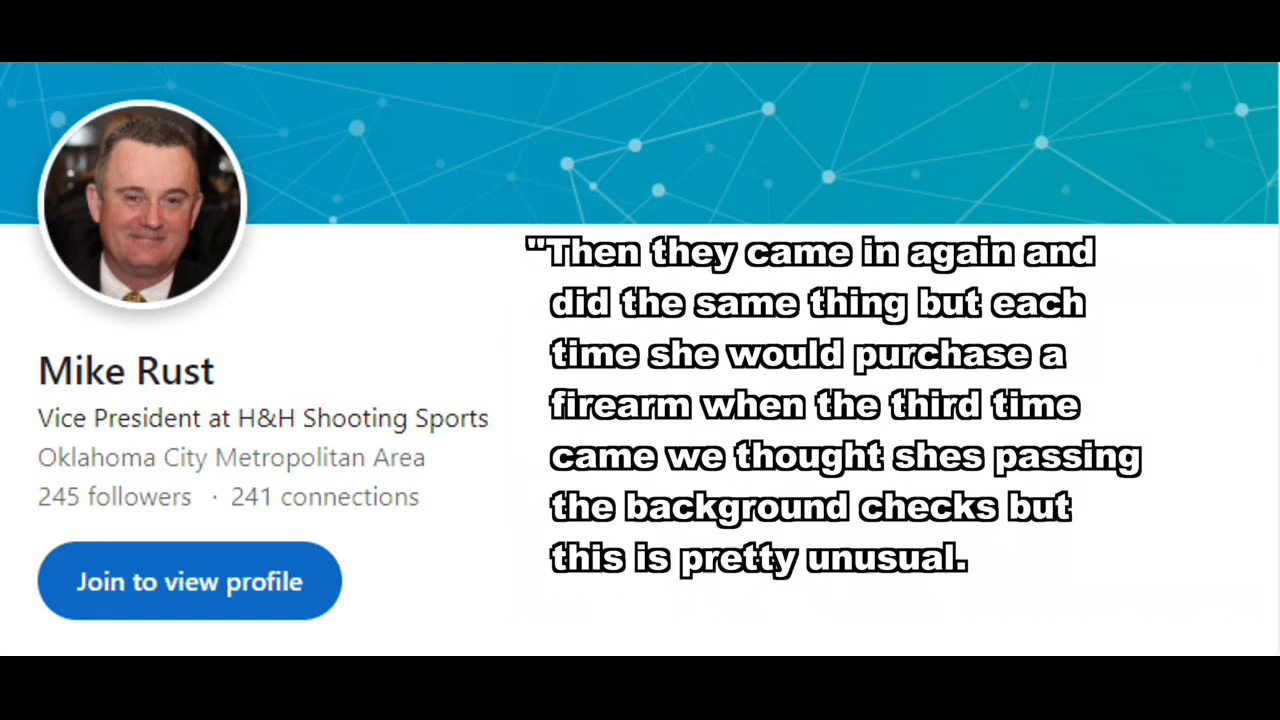 Mike Rust
Vice President at H&H Shooting Sports
Oklahoma City Metropolitan Area
245 followers · 241 connections
Join to view profile
"Then they came in again and
did the same thing but each
time she would purchase a
firearm when the third time
came we thought shes passing
the background checks but
this is pretty unusual.